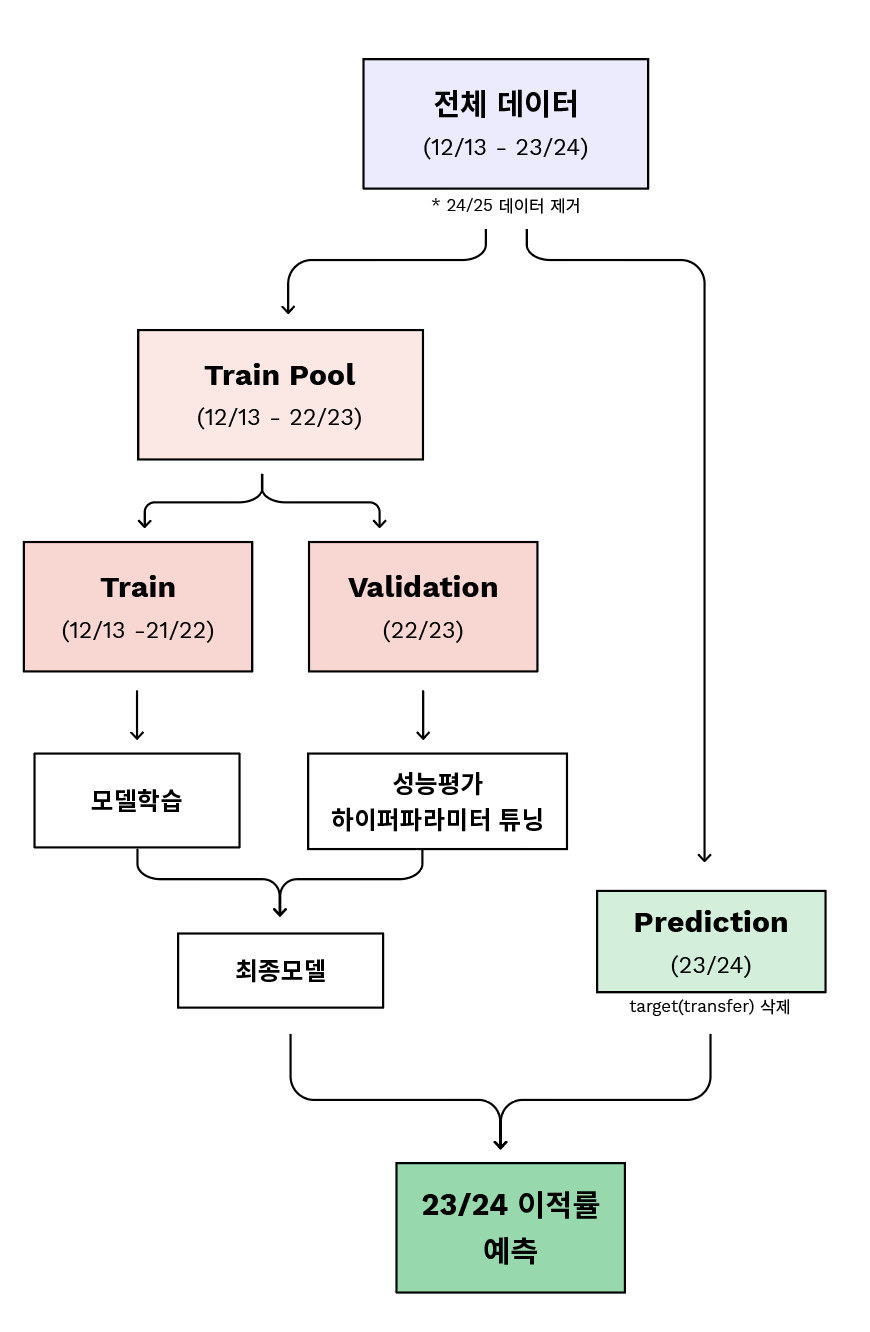 전체 데이터
(12/13 - 23/24)
* 24/25 데이터 제거
Train Pool
(12/13 - 22/23)
Train
(12/13 -21/22)
Validation
(22/23)
모델학습
성능평가
하이퍼파라미터 튜닝
최종모델
Prediction
(23/24)
target(transfer) 삭제
23/24 이적률
예측